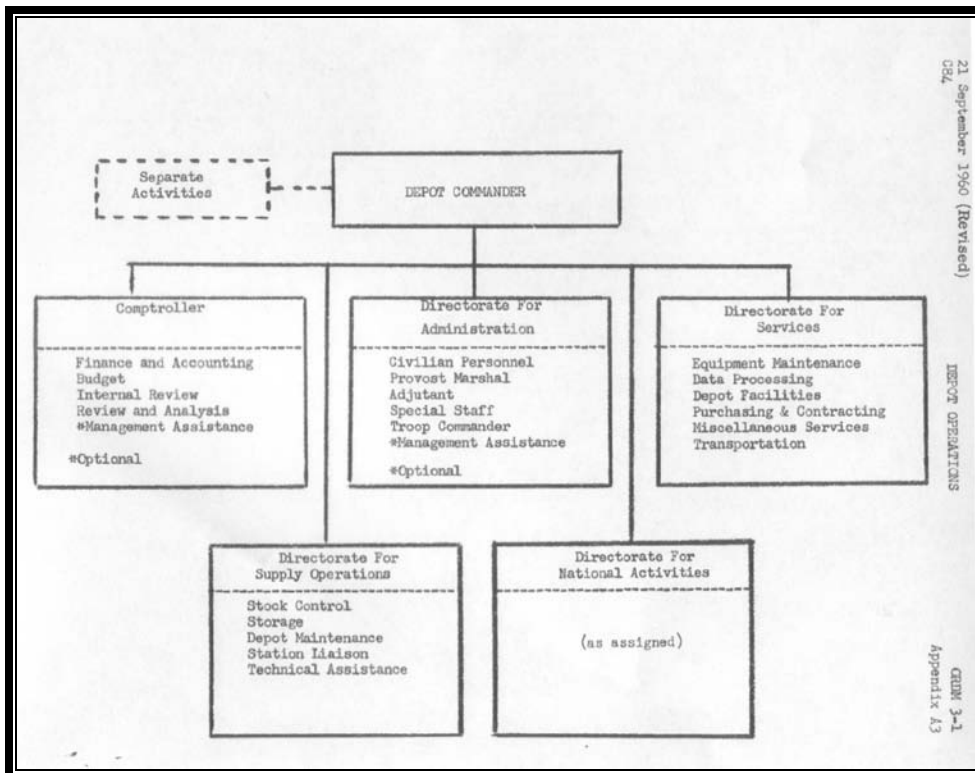 21 September 1960 (Revised)
C84
DEPOT OPERATIONS
Appendix A3
Separate
Activities
DEPOT COMMANDER
Comptroller
Finance and Accounting
Budget
Internal Review
Review and Analysis
*Management Assistance
*Optional
Directorate For
Administration
Civilian Personnel
Provost Marshal
Adjutant
Special Staff
Troop Commander
*Management Assistance
*Optional
Directorate For
Services
Equipment Maintenance
Data Processing
Depot Facilities
Purchasing & Contracting
Miscellaneous Services
Transportation
Directorate For
Supply Operations
Stock Control
Storage
Depot Maintenance
Station Liaison
Technical Assistance
Directorate For
National Activities
(as assigned)